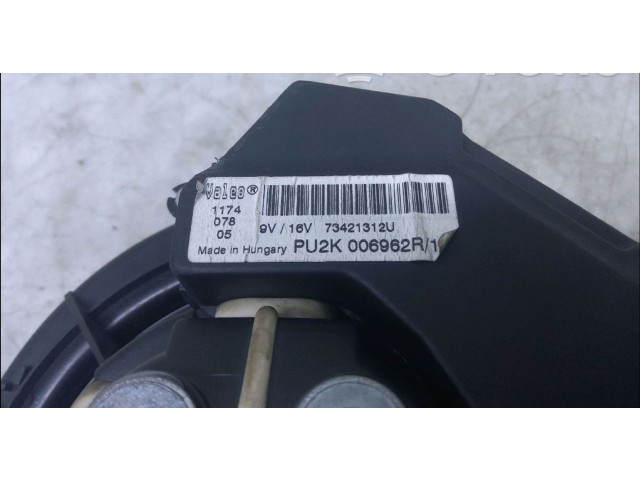 Valeo®
1174
078
05
9V / 16V 73421312U
Made in Hungary PU2K 006962R/1